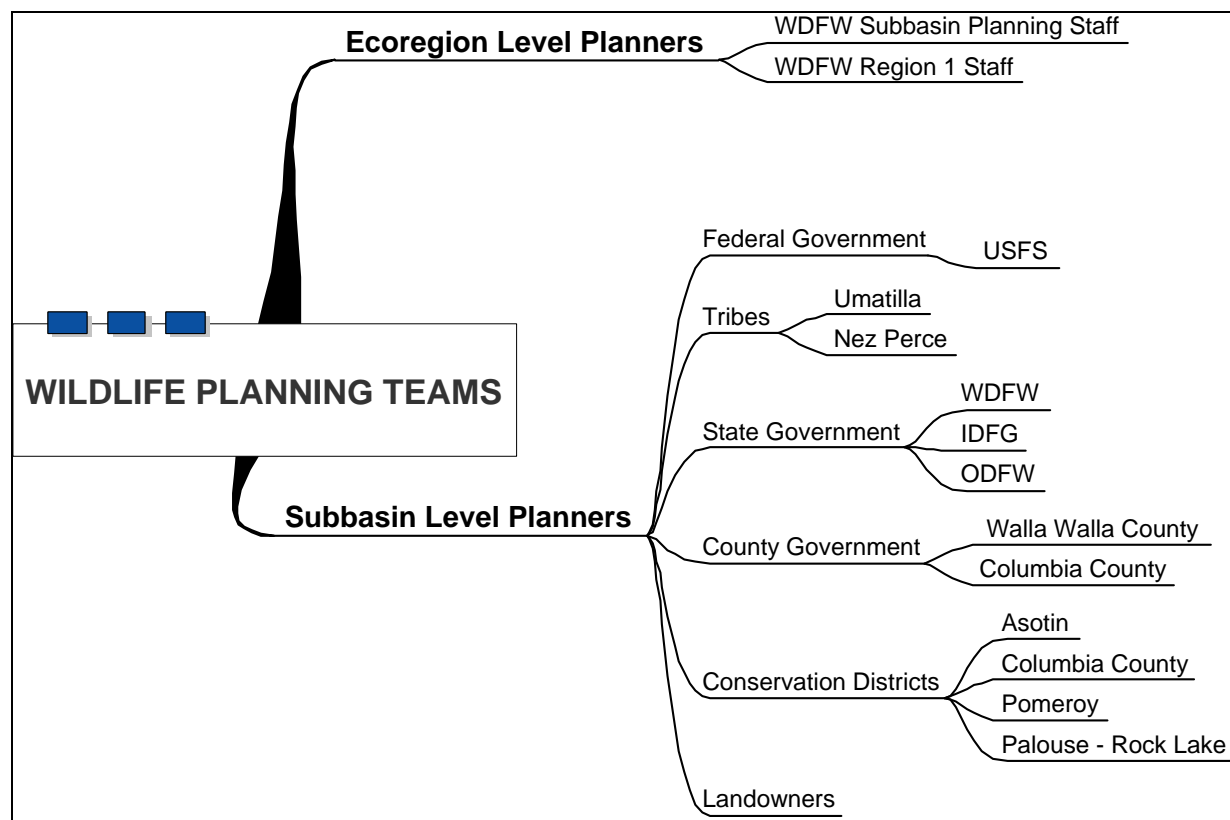 Ecoregion Level Planners
WDFW Subbasin Planning Staff
WDFW Region 1 Staff
WILDLIFE PLANNING TEAMS
Subbasin Level Planners
Federal Government
USFS
Tribes
Umatilla
Nez Perce
State Government
WDFW
IDFG
ODFW
County Government
Walla Walla County
Columbia County
Conservation Districts
Asotin
Columbia County
Pomeroy
Palouse - Rock Lake
Landowners